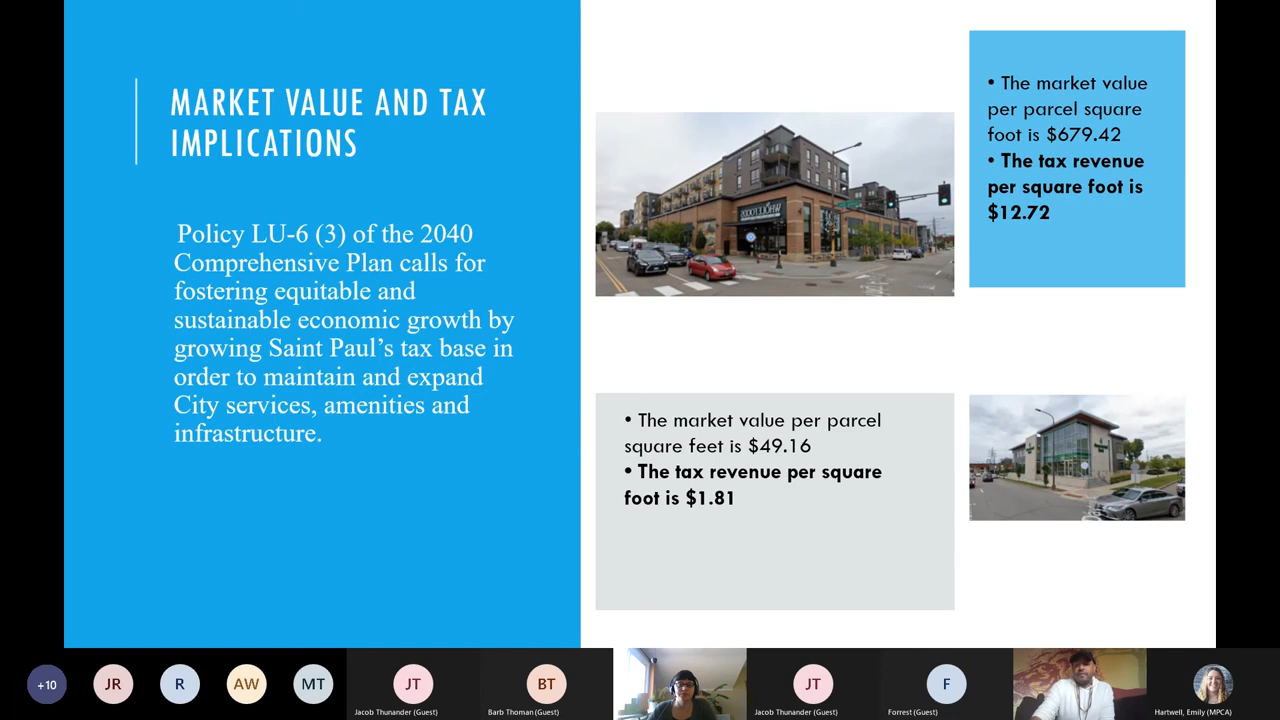 MARKET VALUE AND TAX
IMPLICATIONS
Policy LU-6 (3) of the 2040
Comprehensive Plan calls for
fostering equitable and
sustainable economic growth by
growing Saint Paul’s tax base in
order to maintain and expand
City services, amenities and
infrastructure.
• The market value
per parcel square
foot is $679.42
• The tax revenue
per square foot is
$12.72
• The market value per parcel
square feet is $49.16
• The tax revenue per square
foot is $1.81
+10
JR
R
AW
MT
JT
Jacob Thunander (Guest)
BT
Barb Thoman (Guest)
JT
Jacob Thunander (Guest)
F
Forrest (Guest)
Hartwell, Emily (MPCA)